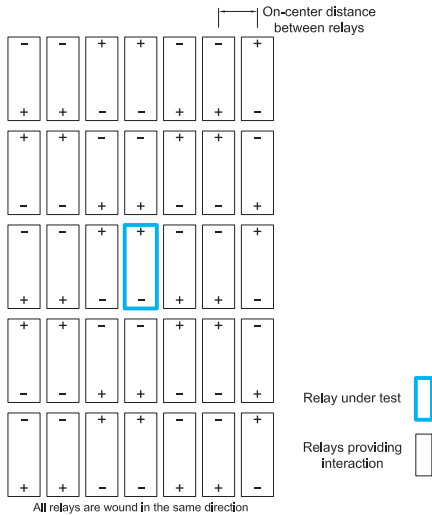 On-center distance
between relays
– – + + – – +
+ + – – + + –
+ + – – + + –
– – + + – – +
– – + + – – +
+ + – – + + –
+ + – – + + –
– – + + – – +
– – + + – – +
+ + – – + + –
Relay under test
Relays providing
interaction
All relays are wound in the same direction